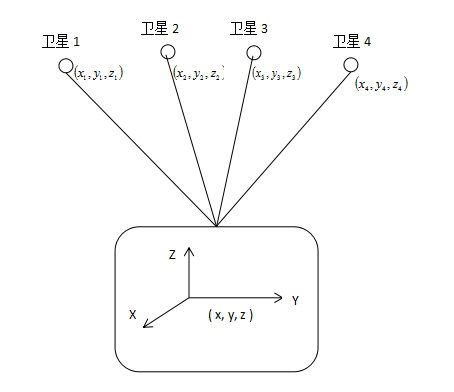 卫星 1
卫星 2
卫星 3
卫星 4
(x₁, y₁, z₁)
(x₂, y₂, z₂)
(x₃, y₃, z₃)
(x₄, y₄, z₄)
Z
Y
X
( x, y, z )